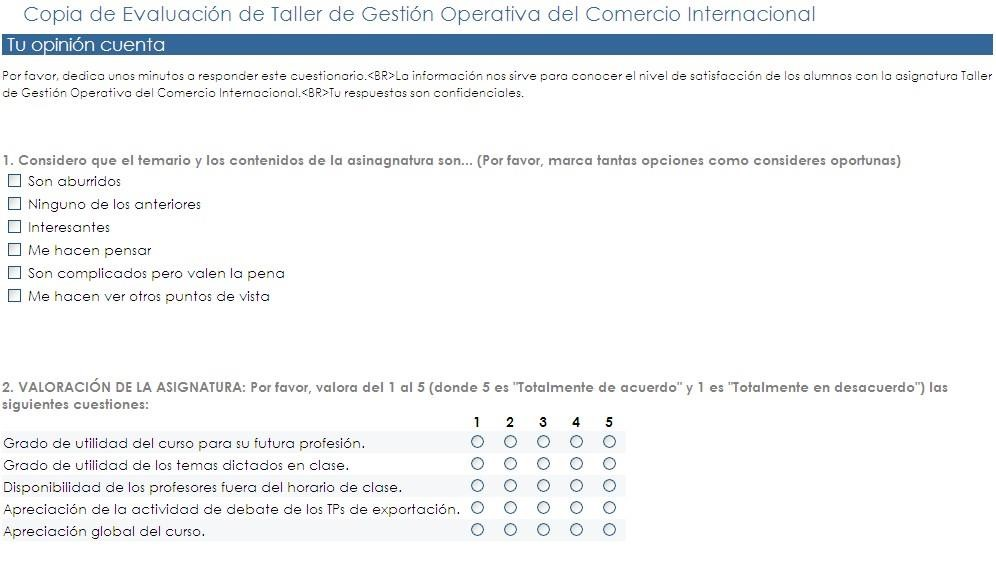 Copia de Evaluación de Taller de Gestión Operativa del Comercio Internacional
Tu opinión cuenta
Por favor, dedica unos minutos a responder este cuestionario.<BR>La información nos sirve para conocer el nivel de satisfacción de los alumnos con la asignatura Taller
de Gestión Operativa del Comercio Internacional.<BR>Tu respuestas son confidenciales.
1. Considero que el temario y los contenidos de la asinagnatura son... (Por favor, marca tantas opciones como consideres oportunas)
Son aburridos
Ninguno de los anteriores
Interesantes
Me hacen pensar
Son complicados pero valen la pena
Me hacen ver otros puntos de vista
2. VALORACIÓN DE LA ASIGNATURA: Por favor, valora del 1 al 5 (donde 5 es "Totalmente de acuerdo" y 1 es "Totalmente en desacuerdo") las
siguientes cuestiones:
1 2 3 4 5
Grado de utilidad del curso para su futura profesión.
Grado de utilidad de los temas dictados en clase.
Disponibilidad de los profesores fuera del horario de clase.
Apreciación de la actividad de debate de los TPs de exportación.
Apreciación global del curso.